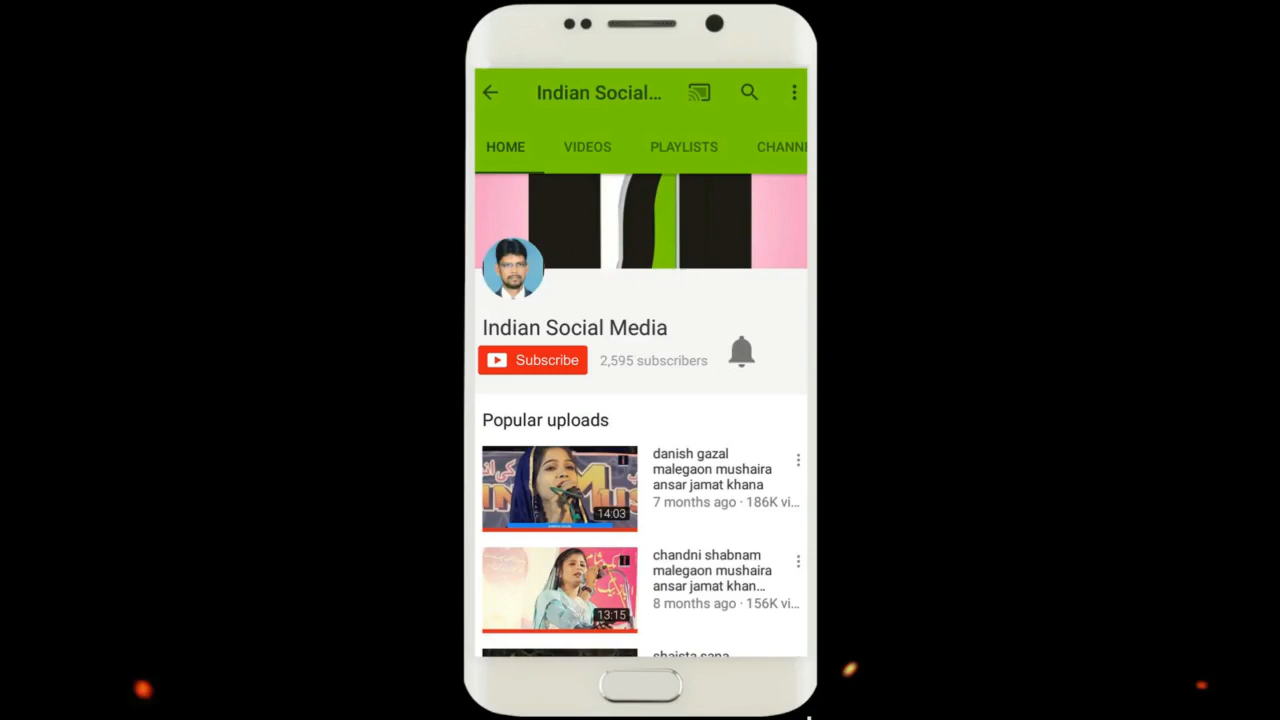 Indian Social...
HOME VIDEOS PLAYLISTS CHANN
Indian Social Media
Subscribe 2,595 subscribers
Popular uploads
danish gazal
malegaon mushaira
ansar jamat khana
7 months ago · 186K vi...
14:03
chandni shabnam
malegaon mushaira
ansar jamat khan...
8 months ago · 156K vi...
13:15
shaista sana